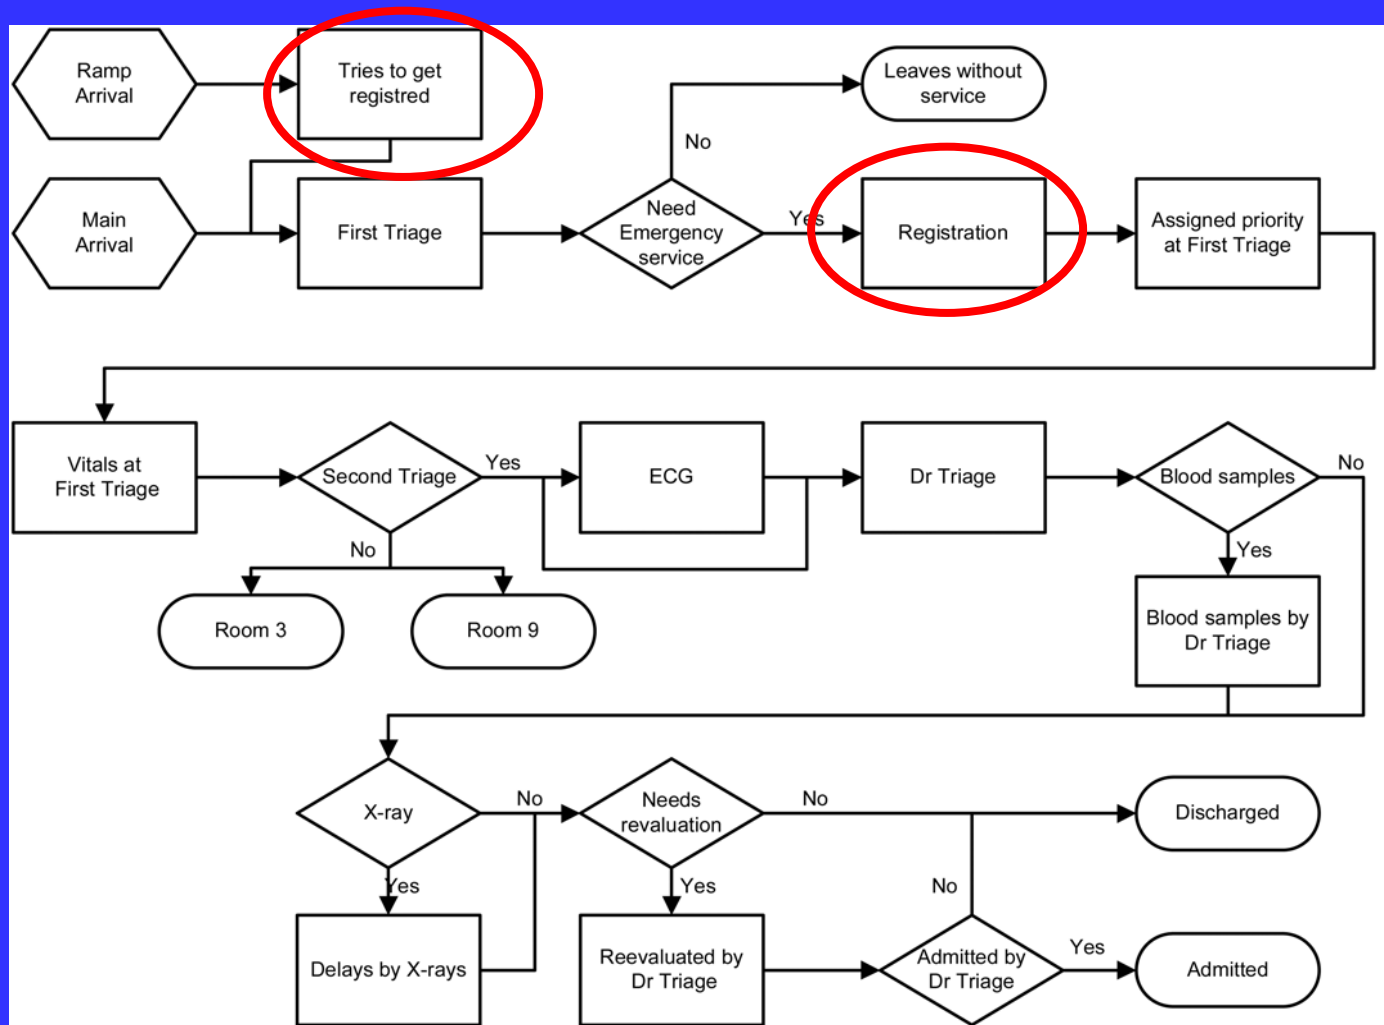 Ramp
Arrival
Tries to get
registred
Leaves without
service
No
Main
Arrival
First Triage
Need
Emergency
service
Yes
Registration
Assigned priority
at First Triage
Vitals at
First Triage
Second Triage
Yes
ECG
Dr Triage
Blood samples
No
No
Yes
Room 3
Room 9
Blood samples by
Dr Triage
X-ray
No
Needs
revaluation
No
Discharged
Yes
Yes
No
Delays by X-rays
Reevaluated by
Dr Triage
Admitted by
Dr Triage
Yes
Admitted